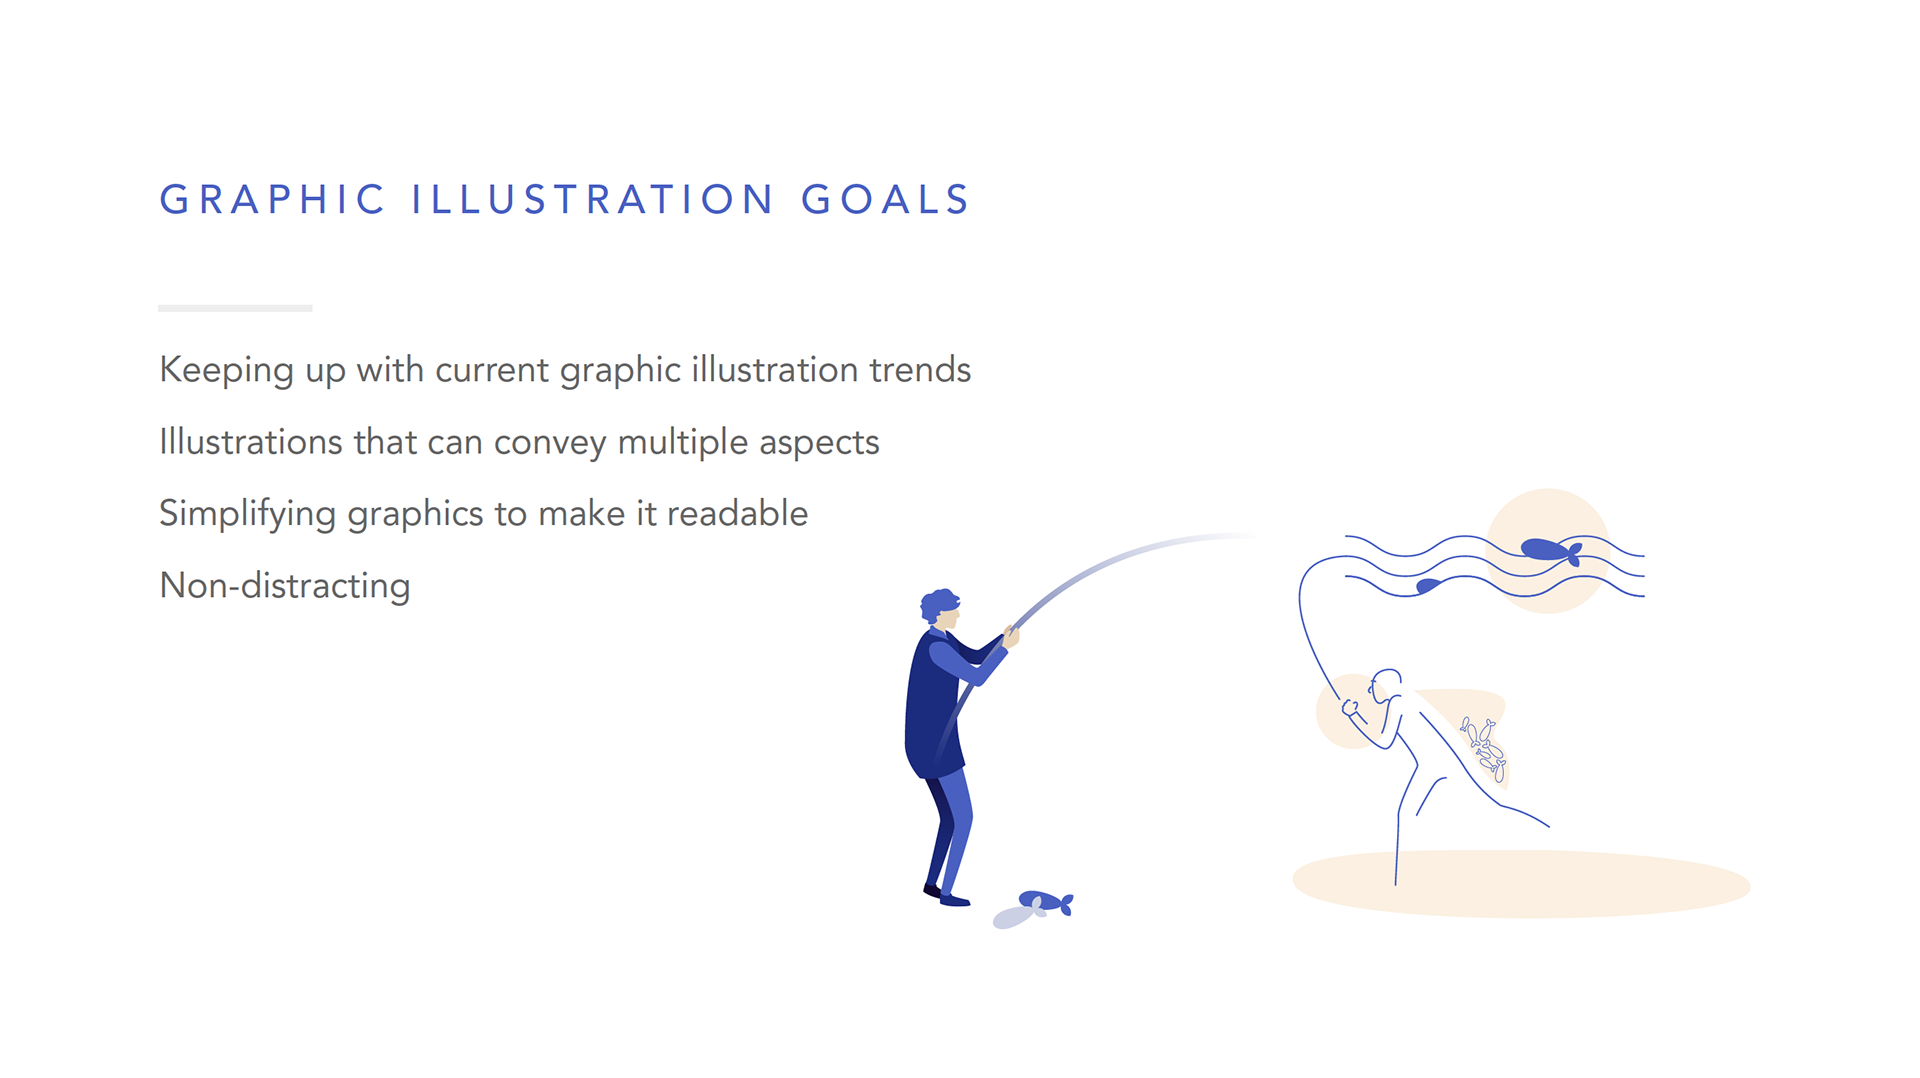 GRAPHIC ILLUSTRATION GOALS
Keeping up with current graphic illustration trends
Illustrations that can convey multiple aspects
Simplifying graphics to make it readable
Non-distracting